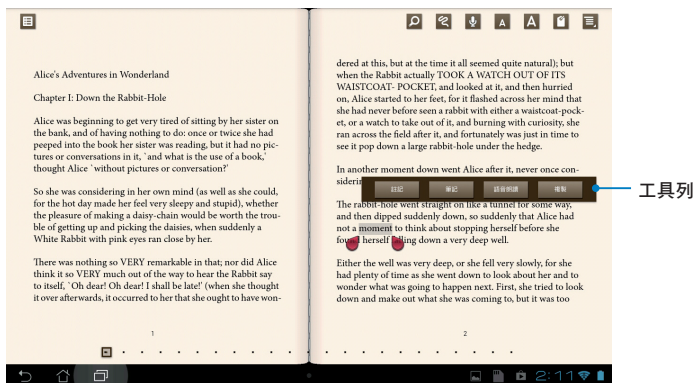 Alice's Adventures in Wonderland
Chapter I: Down the Rabbit-Hole
Alice was beginning to get very tired of sitting by her sister on
the bank, and of having nothing to do: once or twice she had
peeped into the book her sister was reading, but it had no pic-
tures or conversations in it, `and what is the use of a book,'
thought Alice `without pictures or conversation?'
So she was considering in her own mind (as well as she could,
for the hot day made her feel very sleepy and stupid), whether
the pleasure of making a daisy-chain would be worth the trou-
ble of getting up and picking the daisies, when suddenly a
White Rabbit with pink eyes ran close by her.
There was nothing so VERY remarkable in that; nor did Alice
think it so VERY much out of the way to hear the Rabbit say
to itself, `Oh dear! Oh dear! I shall be late!' (when she thought
it over afterwards, it occurred to her that she ought to have won-
1
dered at this, but at the time it all seemed quite natural); but
when the Rabbit actually TOOK A WATCH OUT OF ITS
WAISTCOAT- POCKET, and looked at it, and then hurried
on, Alice started to her feet, for it flashed across her mind that
she had never before seen a rabbit with either a waistcoat-pock-
et, or a watch to take out of it, and burning with curiosity, she
ran across the field after it, and fortunately was just in time to
see it pop down a large rabbit-hole under the hedge.
In another moment down went Alice after it, never once con-
註記 筆記 語音朗讀 複製
工具列
The rabbit-hole went straight on like a tunnel for some way,
and then dipped suddenly down, so suddenly that Alice had
not a moment to think about stopping herself before she
found herself falling down a very deep well.
Either the well was very deep, or she fell very slowly, for she
had plenty of time as she went down to look about her and to
wonder what was going to happen next. First, she tried to look
down and make out what she was coming to, but it was too
2
2:11